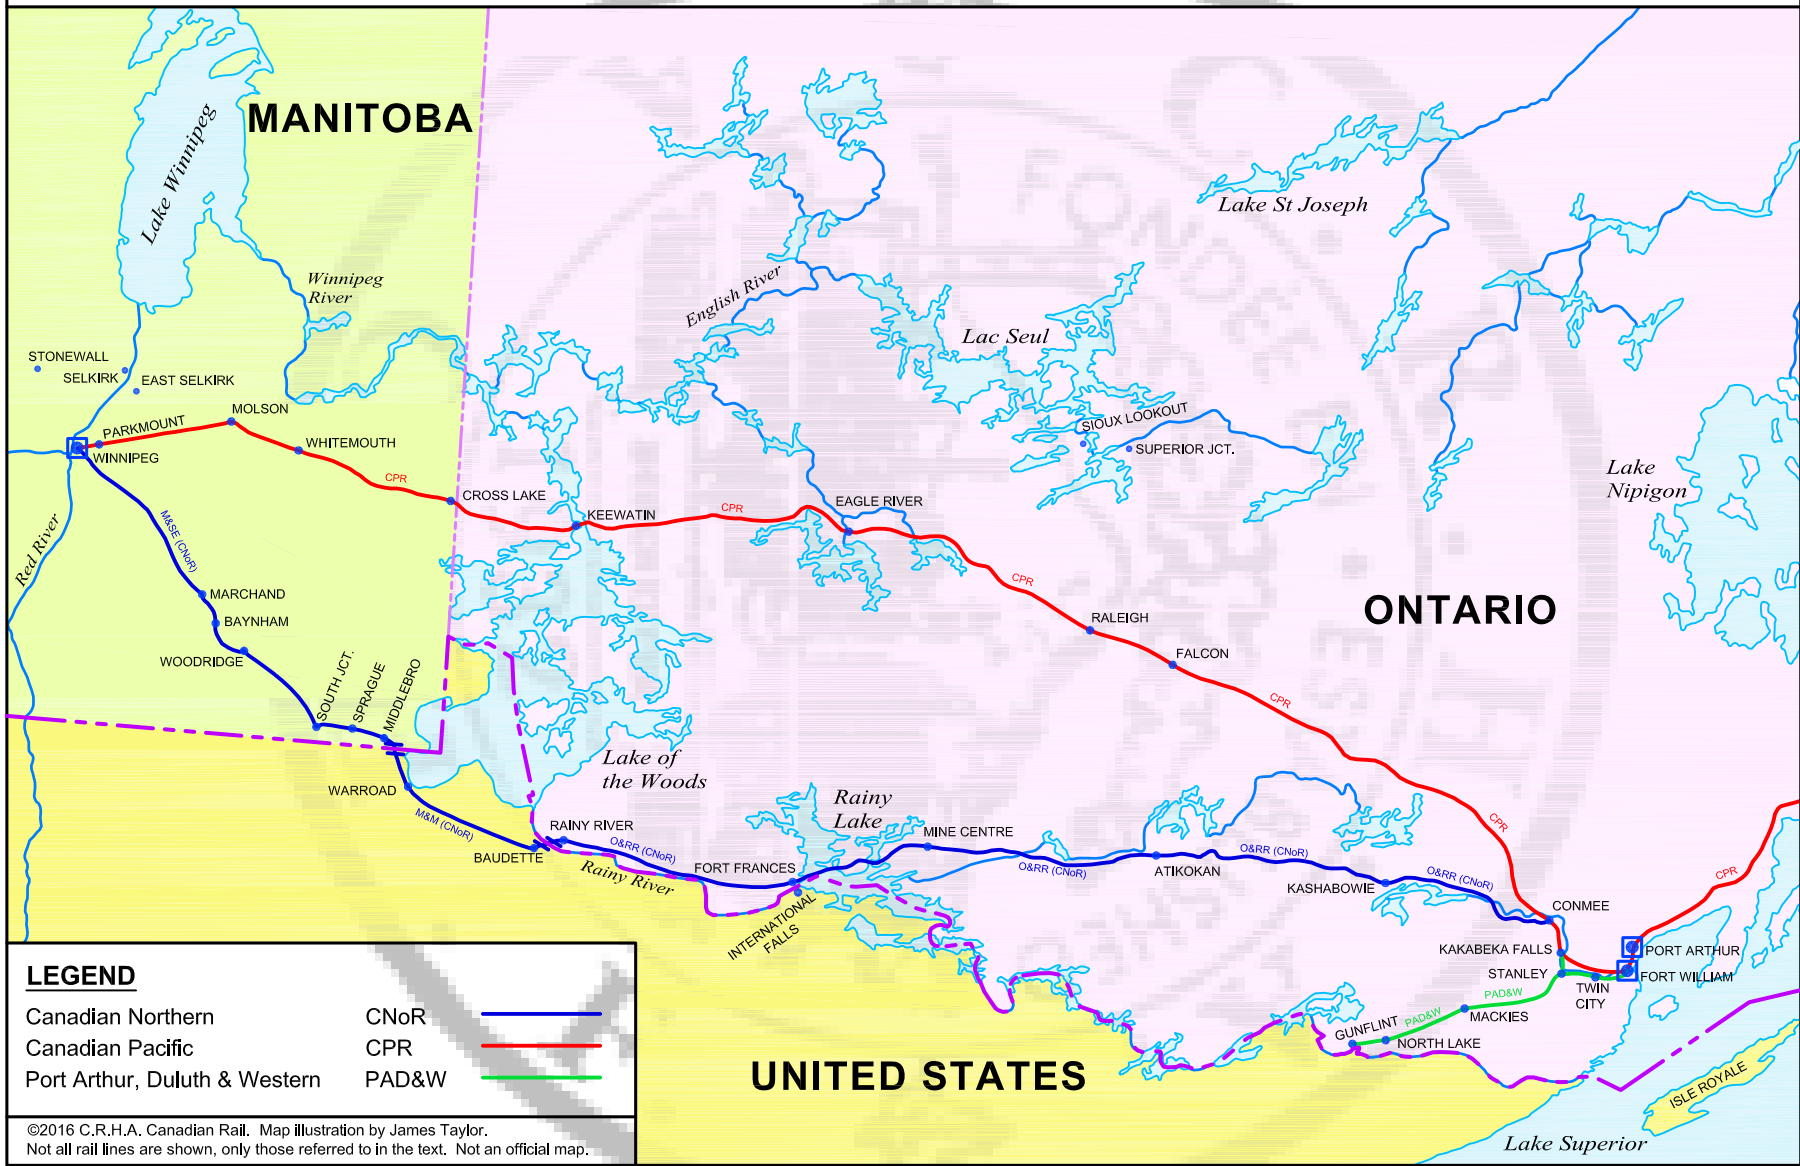 MANITOBA
Lake Winnipeg
Lake St Joseph
Winnipeg
River
English River
Lac Seul
STONEWALL
SELKIRK
EAST SELKIRK
MOLSON
PARKMOUNT
WHITEMOUTH
WINNIPEG
SIOUX LOOKOUT
SUPERIOR JCT.
Lake
Nipigon
CPR
CROSS LAKE
KEEWATIN
CPR
EAGLE RIVER
Red River
M&SE (CNoR)
MARCHAND
BAYNHAM
WOODRIDGE
CPR
RALEIGH
FALCON
ONTARIO
CPR
SOUTH JCT.
SPRAGUE
MIDDLEBRO
Lake of
the Woods
WARROAD
M&M (CNoR)
BAUDETTE
RAINY RIVER
O&RR (CNoR)
Rainy River
Rainy
Lake
FORT FRANCES
INTERNATIONAL
FALLS
MINE CENTRE
O&RR (CNoR)
ATIKOKAN
O&RR (CNoR)
KASHABOWIE
O&RR (CNoR)
CPR
CPR
CONMEE
KAKABEKA FALLS
PORT ARTHUR
STANLEY
FORT WILLIAM
TWIN
CITY
PAD&W
MACKIES
PAD&W
GUNFLINT
NORTH LAKE
UNITED STATES
ISLE ROYALE
Lake Superior
LEGEND
Canadian Northern CNoR
Canadian Pacific CPR
Port Arthur, Duluth & Western PAD&W
©2016 C.R.H.A. Canadian Rail. Map illustration by James Taylor.
Not all rail lines are shown, only those referred to in the text. Not an official map.